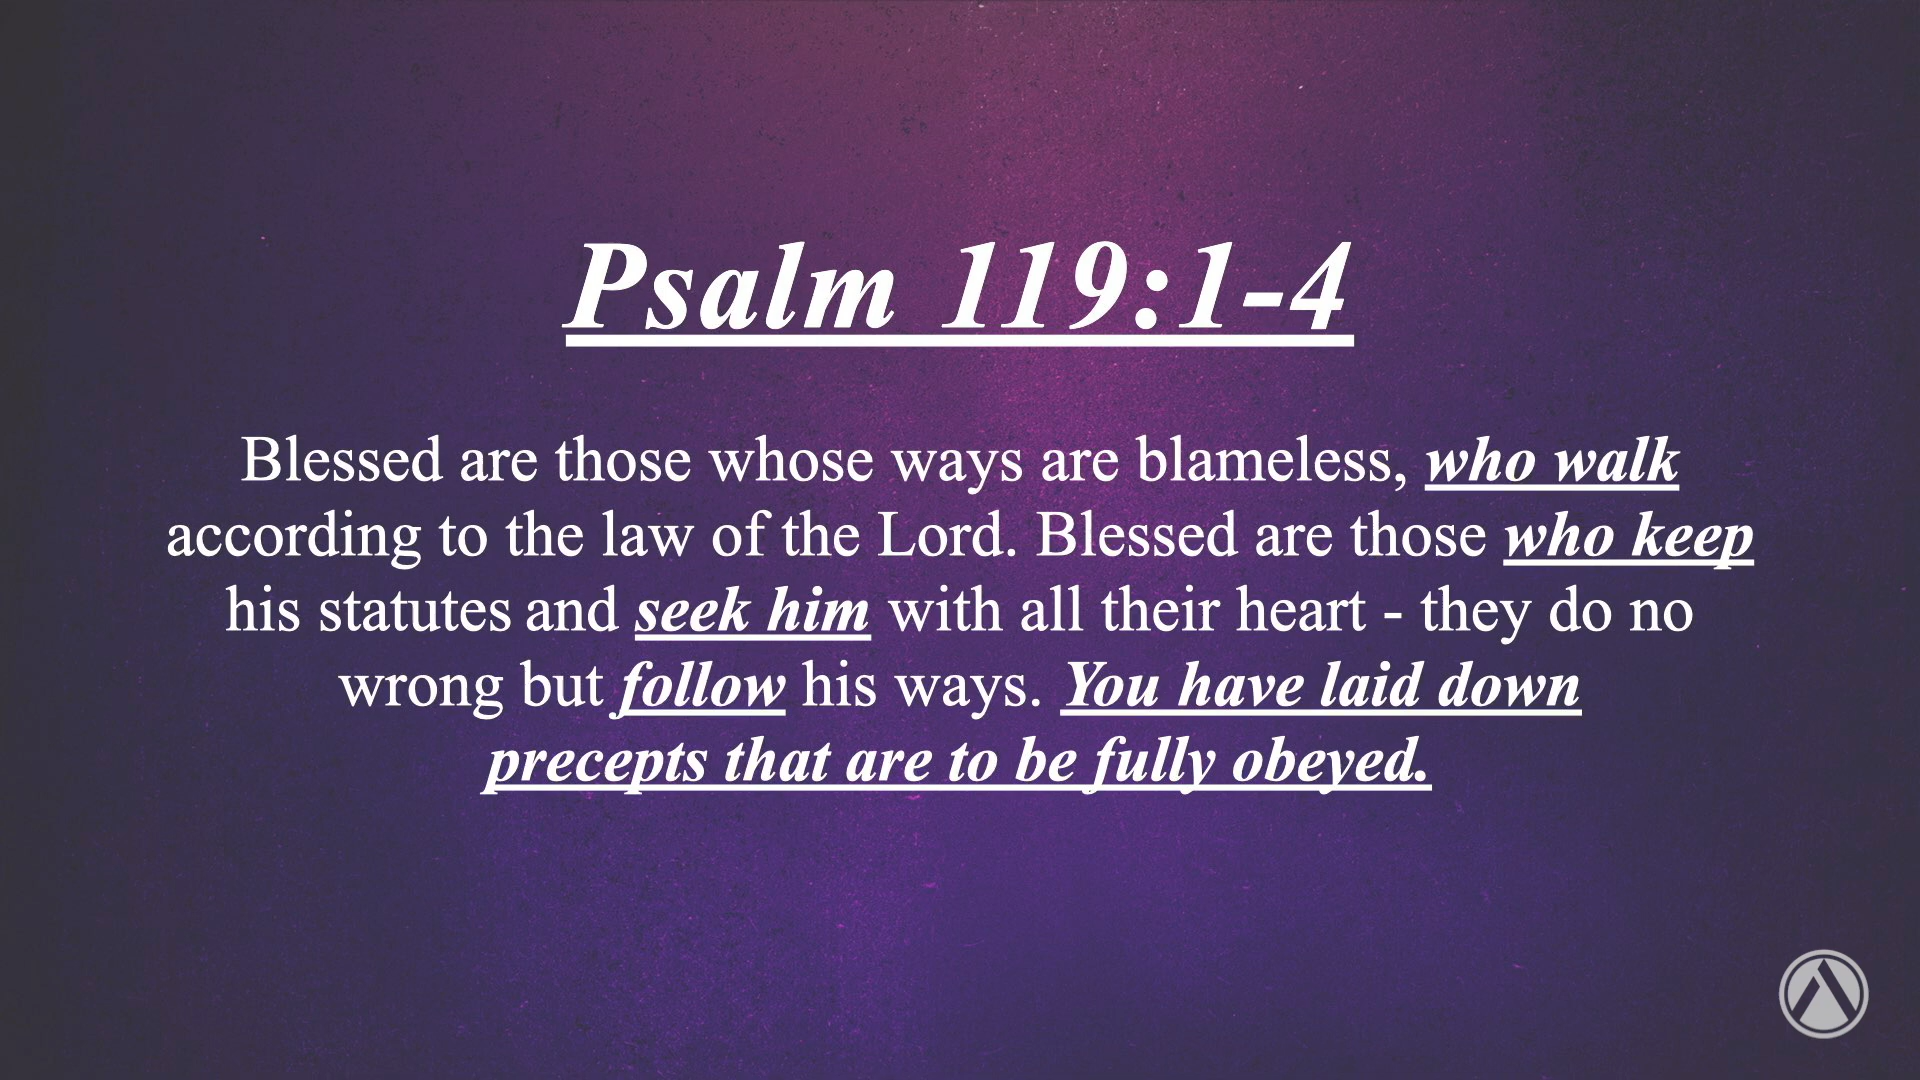 Psalm 119:1-4
Blessed are those whose ways are blameless, who walk
according to the law of the Lord. Blessed are those who keep
his statutes and seek him with all their heart - they do no
wrong but follow his ways. You have laid down
precepts that are to be fully obeyed.